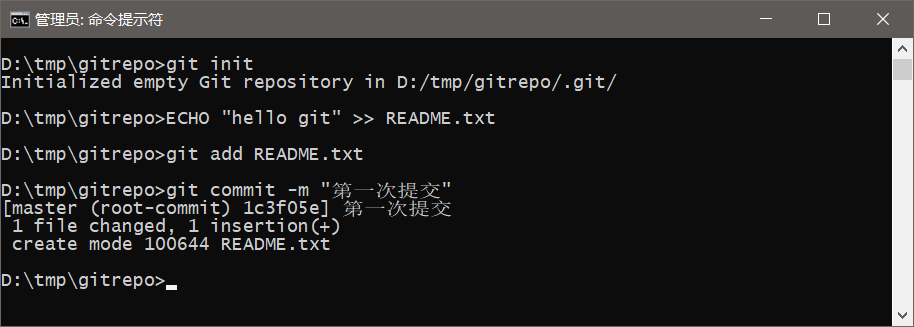 管理员: 命令提示符
D:\tmp\gitrepo>git init
Initialized empty Git repository in D:/tmp/gitrepo/.git/
D:\tmp\gitrepo>ECHO "hello git" >> README.txt
D:\tmp\gitrepo>git add README.txt
D:\tmp\gitrepo>git commit -m "第一次提交"
[master (root-commit) 1c3f05e] 第一次提交
 1 file changed, 1 insertion(+)
 create mode 100644 README.txt
D:\tmp\gitrepo>